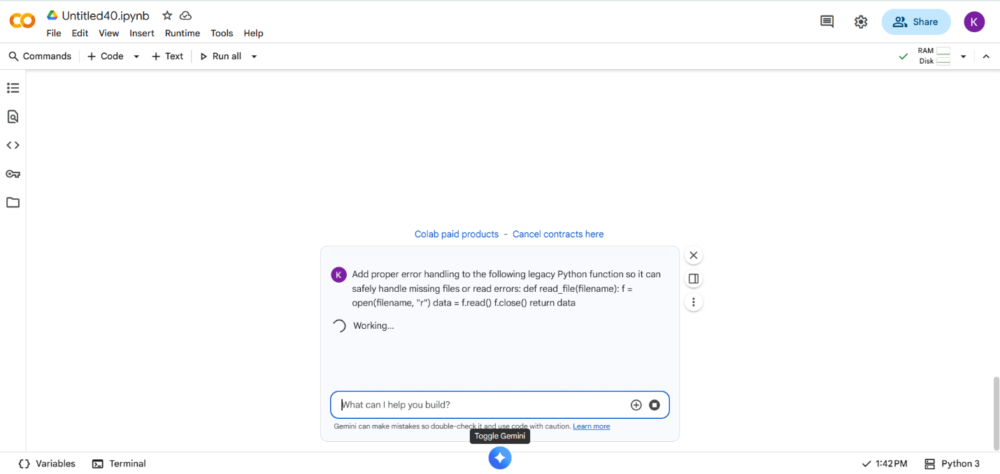 CO
Untitled40.ipynb
File Edit View Insert Runtime Tools Help
Share
K
Commands + Code + Text Run all
RAM
Disk
Colab paid products - Cancel contracts here
K
Add proper error handling to the following legacy Python function so it can
safely handle missing files or read errors: def read_file(filename): f =
open(filename, "r") data = f.read() f.close() return data
Working...
What can I help you build?
Gemini can make mistakes so double-check it and use code with caution. Learn more
Toggle Gemini
{} Variables Terminal
1:42 PM Python 3